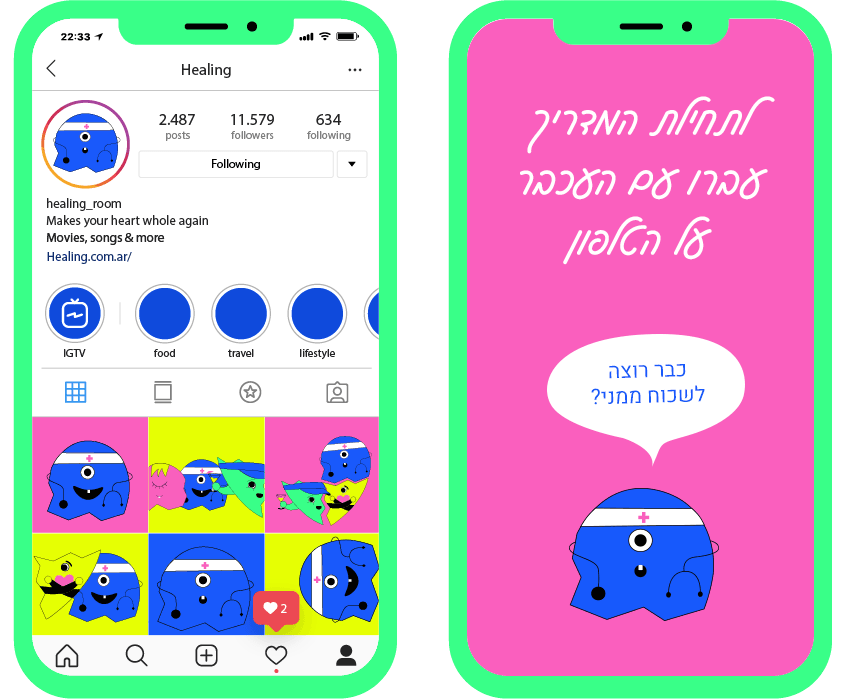 22:33
Healing
2.487 11.579 634
posts followers following
Following
healing_room
Makes your heart whole again
Movies, songs & more
Healing.com.ar/
IGTV food travel lifestyle
2
לתחילת המדריך
עברו עם העכבר
על הטלפון
כבר רוצה
לשכוח ממני?